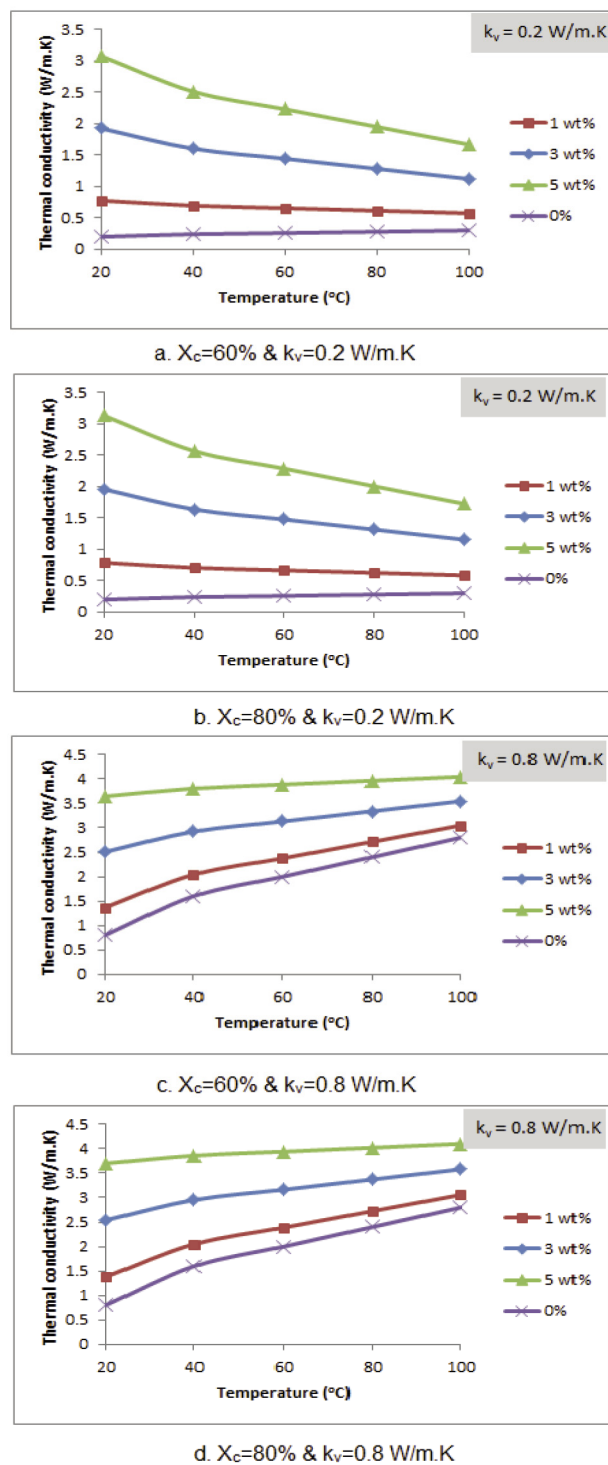 kv = 0.2 W/m.K
Thermal conductivity (W/m.K)
3.5
3
2.5
2
1.5
1
0.5
0
20 40 60 80 100
Temperature (oC)
1 wt%
3 wt%
5 wt%
0%
a. Xc=60% & kv=0.2 W/m.K
kv = 0.2 W/m.K
Thermal conductivity (W/m.K)
3.5
3
2.5
2
1.5
1
0.5
0
20 40 60 80 100
Temperature (oC)
1 wt%
3 wt%
5 wt%
0%
b. Xc=80% & kv=0.2 W/m.K
kv = 0.8 W/m.K
Thermal conductivity (W/m.K)
4.5
4
3.5
3
2.5
2
1.5
1
0.5
0
20 40 60 80 100
Temperature (oC)
1 wt%
3 wt%
5 wt%
0%
c. Xc=60% & kv=0.8 W/m.K
kv = 0.8 W/m.K
Thermal conductivity (W/m.K)
4.5
4
3.5
3
2.5
2
1.5
1
0.5
0
20 40 60 80 100
Temperature (oC)
1 wt%
3 wt%
5 wt%
0%
d. Xc=80% & kv=0.8 W/m.K